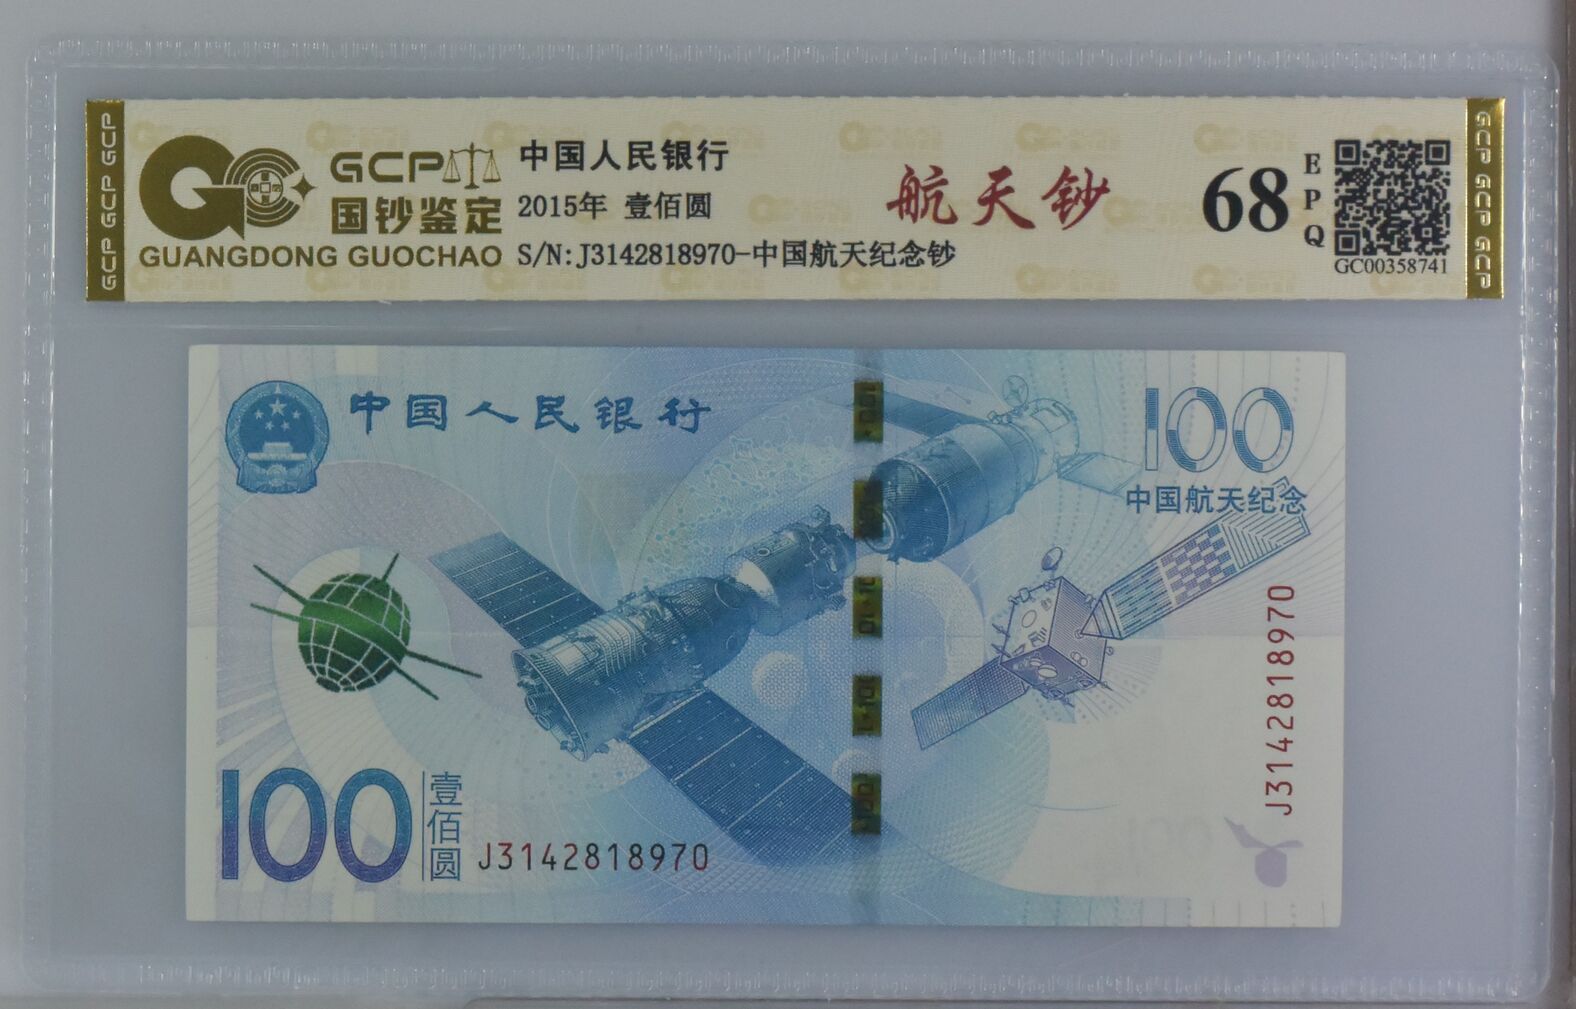 GCP GCP GCP
GCP
国钞鉴定
GUANGDONG GUOCHAO
中国人民银行
2015年 壹佰圆
S/N:J3142818970-中国航天纪念钞
航天钞
68
EPQ
GC00358741
GCP GCP GCP
中国人民银行
100
中国航天纪念
J3142818970
100
壹佰圆
J3142818970